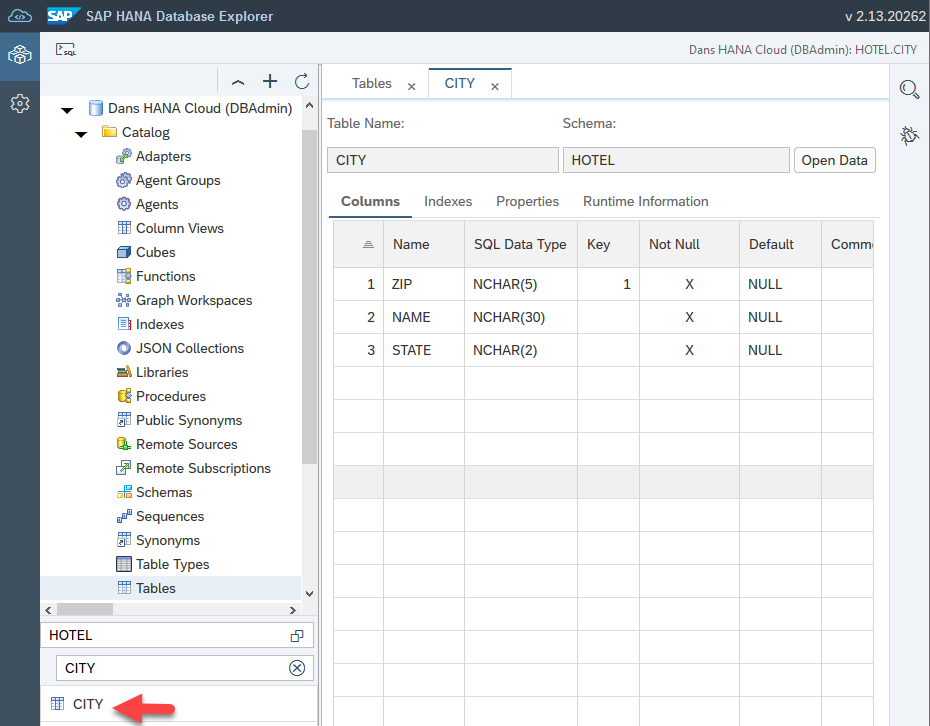 SAP SAP HANA Database Explorer
v 2.13.20262
SQL
Dans HANA Cloud (DBAdmin): HOTEL.CITY
Dans HANA Cloud (DBAdmin)
Catalog
Adapters
Agent Groups
Agents
Column Views
Cubes
Functions
Graph Workspaces
Indexes
JSON Collections
Libraries
Procedures
Public Synonyms
Remote Sources
Remote Subscriptions
Schemas
Sequences
Synonyms
Table Types
Tables
HOTEL
CITY
CITY
Tables CITY
Table Name: Schema:
CITY HOTEL Open Data
Columns Indexes Properties Runtime Information
Name SQL Data Type Key Not Null Default Comme
1 ZIP NCHAR(5) 1 X NULL
2 NAME NCHAR(30) X NULL
3 STATE NCHAR(2) X NULL